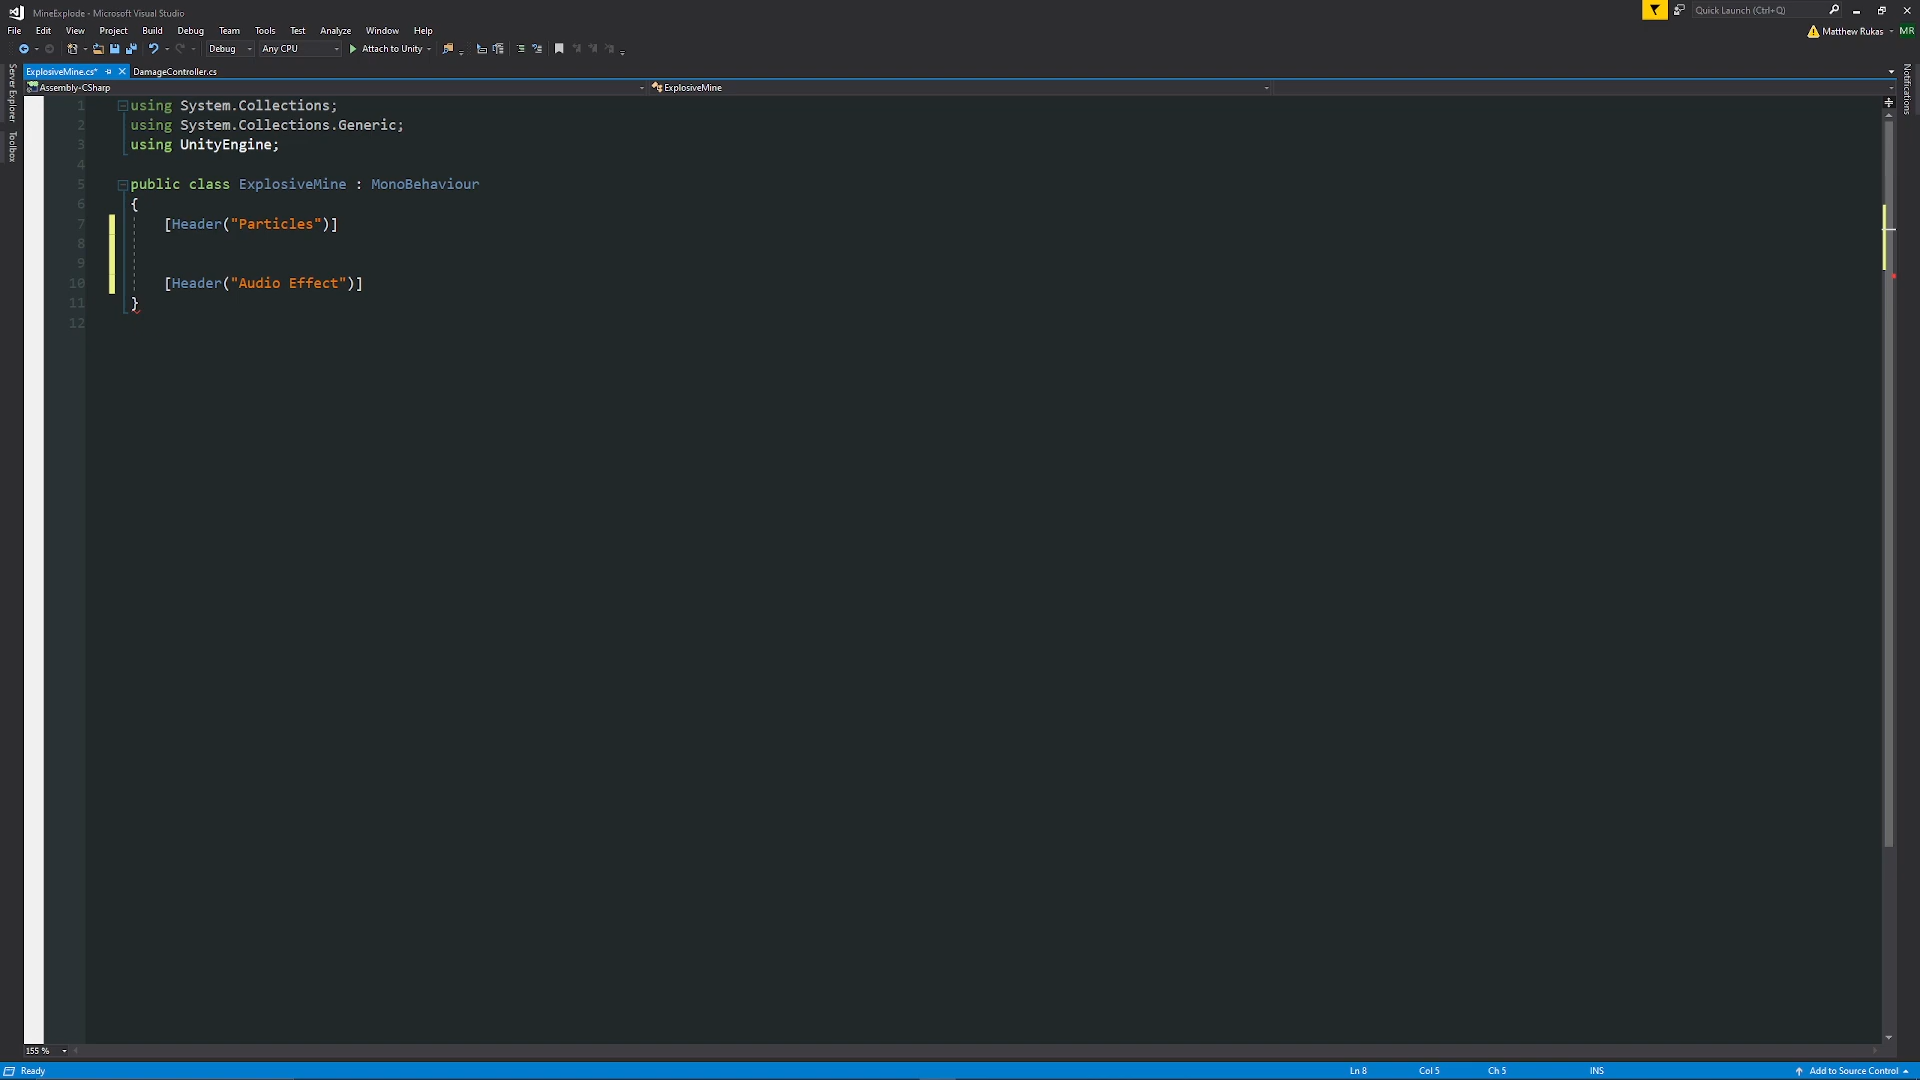 MineExplode - Microsoft Visual Studio
Quick Launch (Ctrl+Q)
File Edit View Project Build Debug Team Tools Test Analyze Window Help
Matthew Rukas MR
Debug Any CPU Attach to Unity
ExplosiveMine.cs* DamageController.cs
Assembly-CSharp ExplosiveMine
Server Explorer
Toolbox
Notifications
1 using System.Collections;
2 using System.Collections.Generic;
3 using UnityEngine;
4
5 public class ExplosiveMine : MonoBehaviour
6 {
7 [Header("Particles")]
8
9
10 [Header("Audio Effect")]
11 }
12
155 %
Ready Ln 8 Col 5 Ch 5 INS Add to Source Control